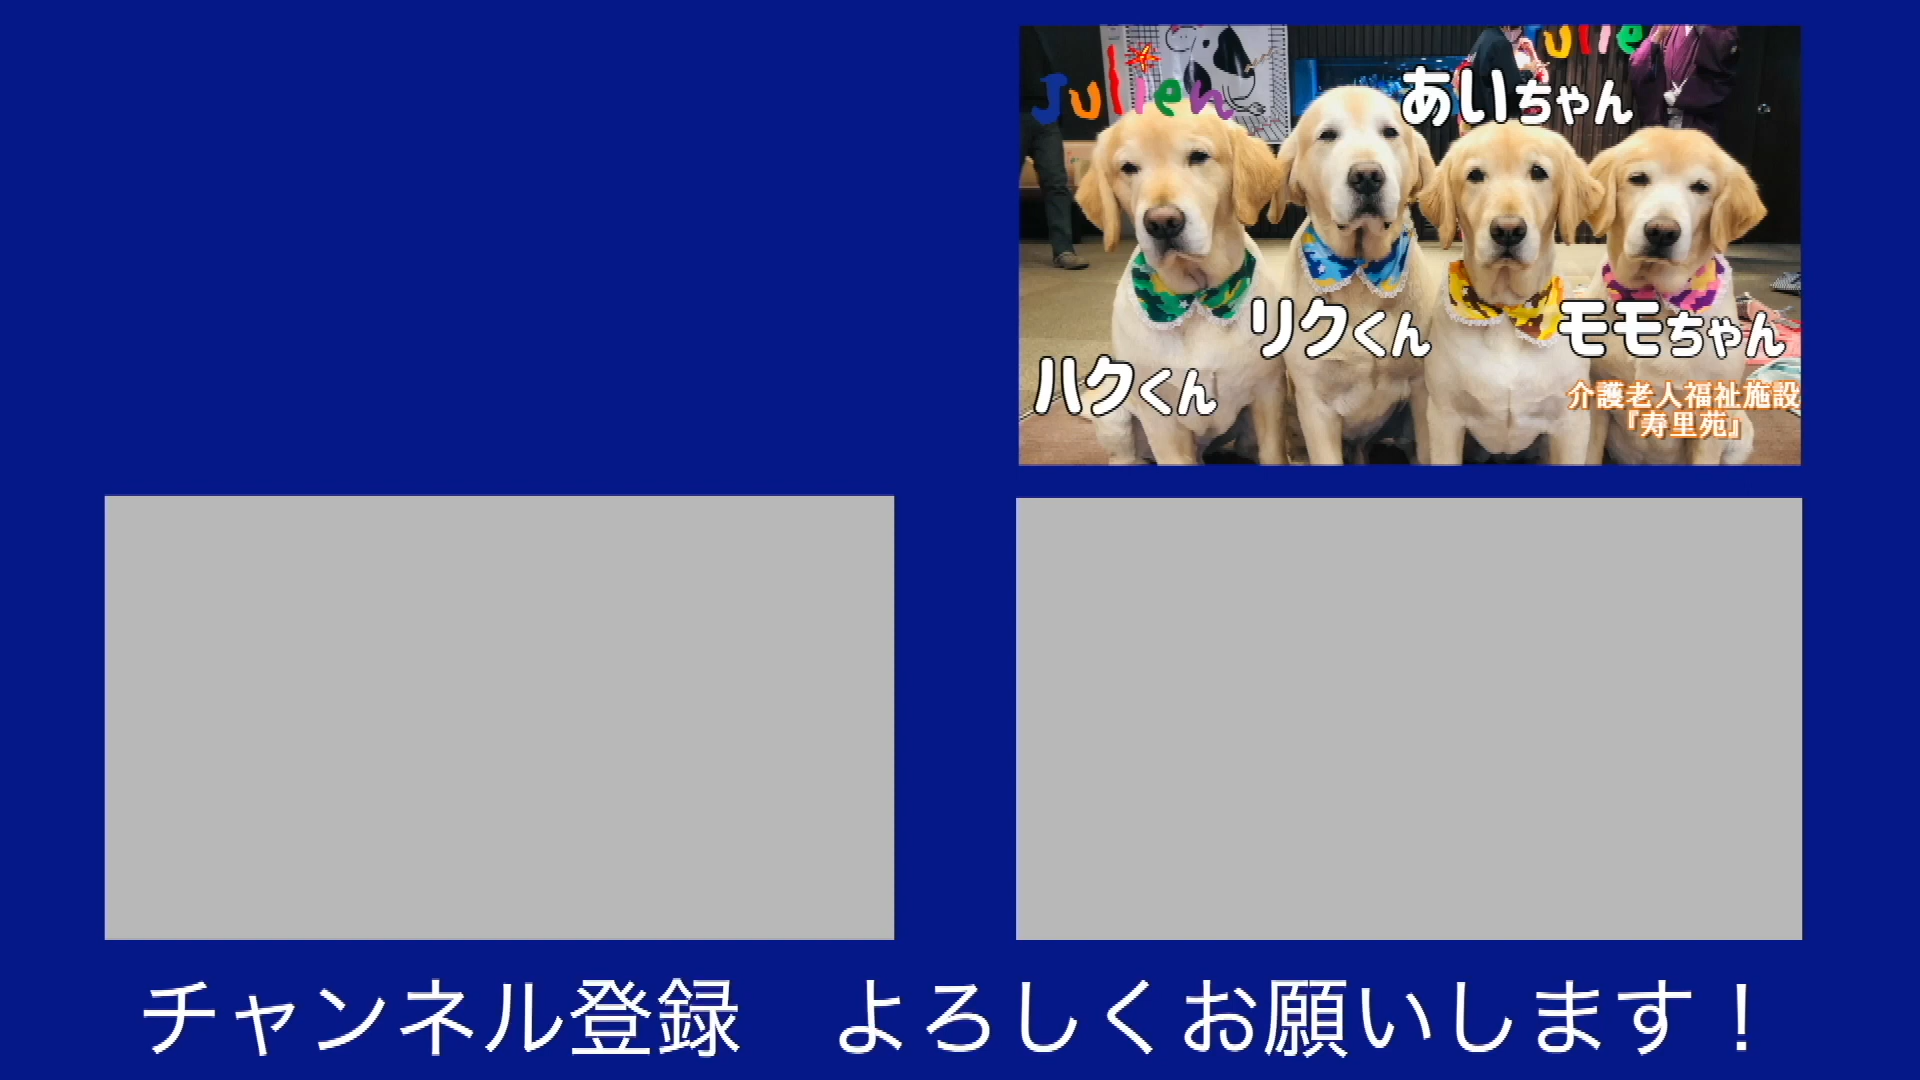 Julien
ulie
あいちゃん
リクくん
モモちゃん
ハクくん
介護老人福祉施設
『寿里苑』
チャンネル登録　よろしくお願いします！